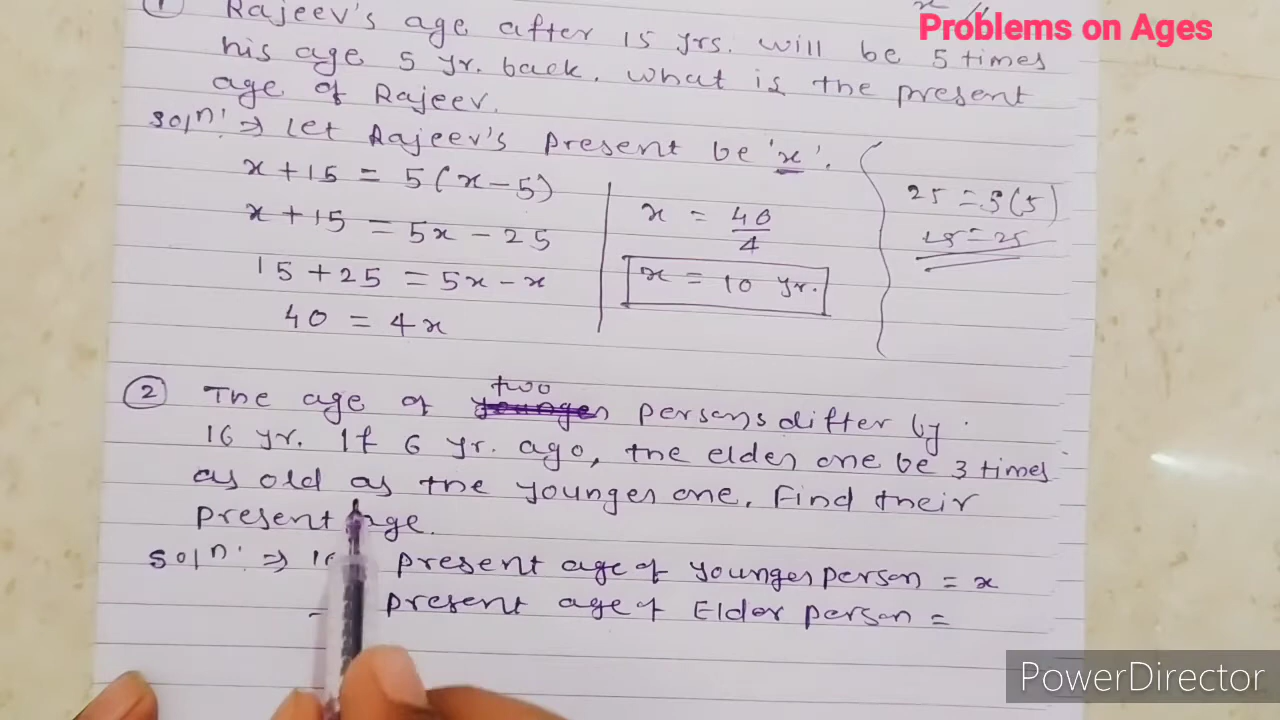 Problems on Ages
① Rajeev's age after 15 yrs. will be 5 times
his age 5 yr. back. What is the present
age of Rajeev.
Solⁿ: ⇒ Let Rajeev's present be 'x'.
x + 15 = 5(x-5)
x + 15 = 5x - 25
15 + 25 = 5x - x
40 = 4x
x = 40/4
x = 10 yr.
25 = 5(5)
25 = 25
② The age of two persons differ by
16 yr. If 6 yr. ago, the elder one be 3 times
as old as the younger one. Find their
present age.
Solⁿ: ⇒ present age of younger person = x
present age of Elder person =
PowerDirector